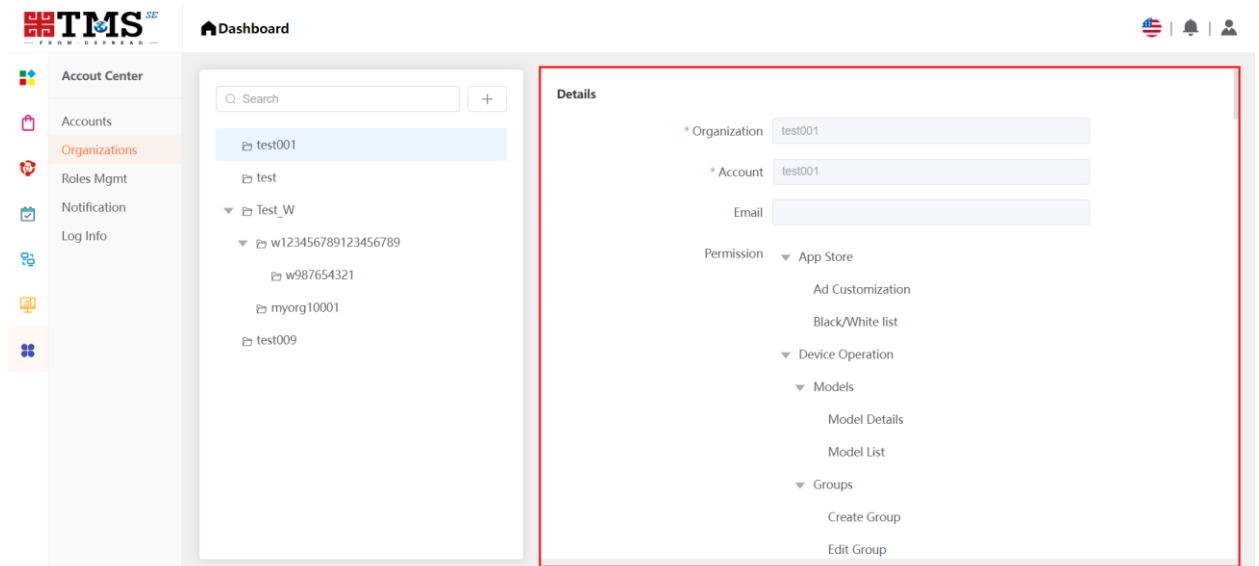 TMS SE
— FROM · DEFREAD —
Dashboard
Accout Center
Accounts
Organizations
Roles Mgmt
Notification
Log Info
Search
+
test001
test
Test_W
w123456789123456789
w987654321
myorg10001
test009
Details
* Organization test001
* Account test001
Email
Permission App Store
Ad Customization
Black/White list
Device Operation
Models
Model Details
Model List
Groups
Create Group
Edit Group